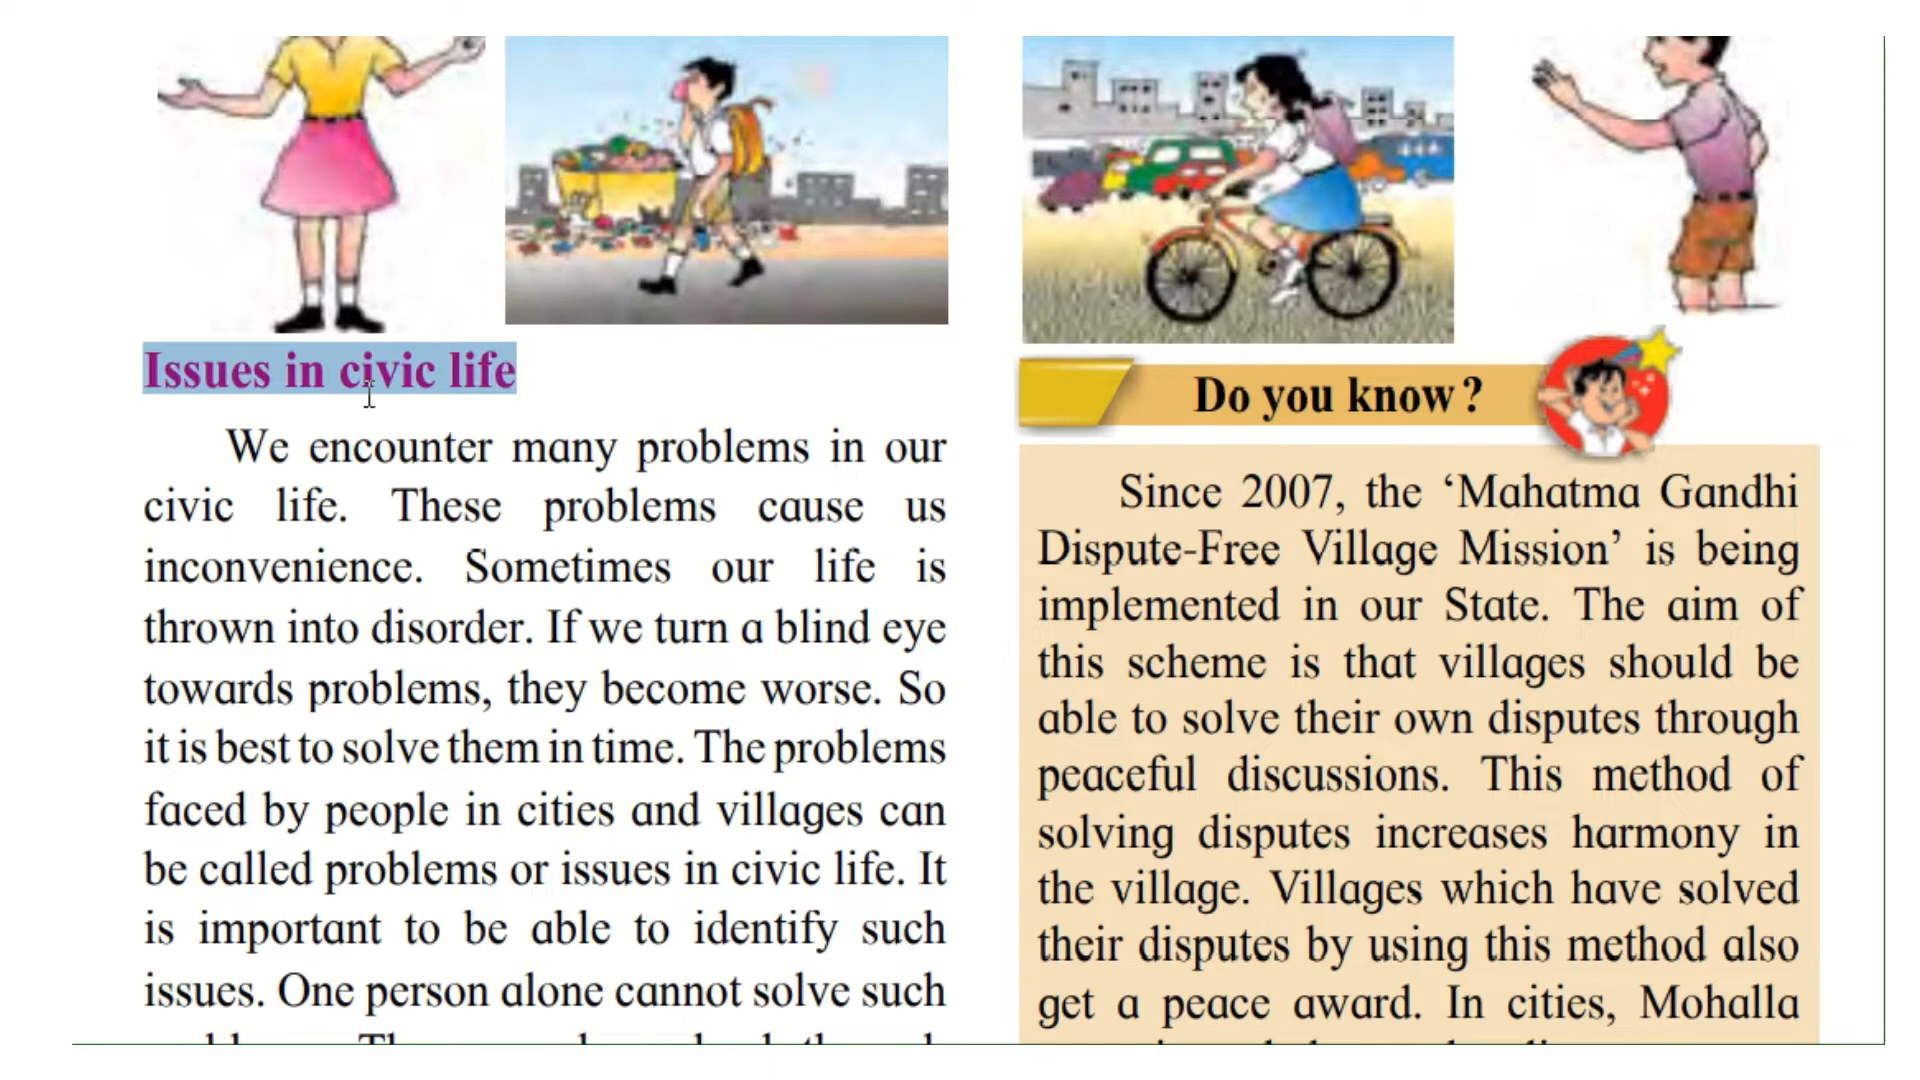 Issues in civic life
We encounter many problems in our
civic life. These problems cause us
inconvenience. Sometimes our life is
thrown into disorder. If we turn a blind eye
towards problems, they become worse. So
it is best to solve them in time. The problems
faced by people in cities and villages can
be called problems or issues in civic life. It
is important to be able to identify such
issues. One person alone cannot solve such
Do you know?
Since 2007, the ‘Mahatma Gandhi
Dispute-Free Village Mission’ is being
implemented in our State. The aim of
this scheme is that villages should be
able to solve their own disputes through
peaceful discussions. This method of
solving disputes increases harmony in
the village. Villages which have solved
their disputes by using this method also
get a peace award. In cities, Mohalla